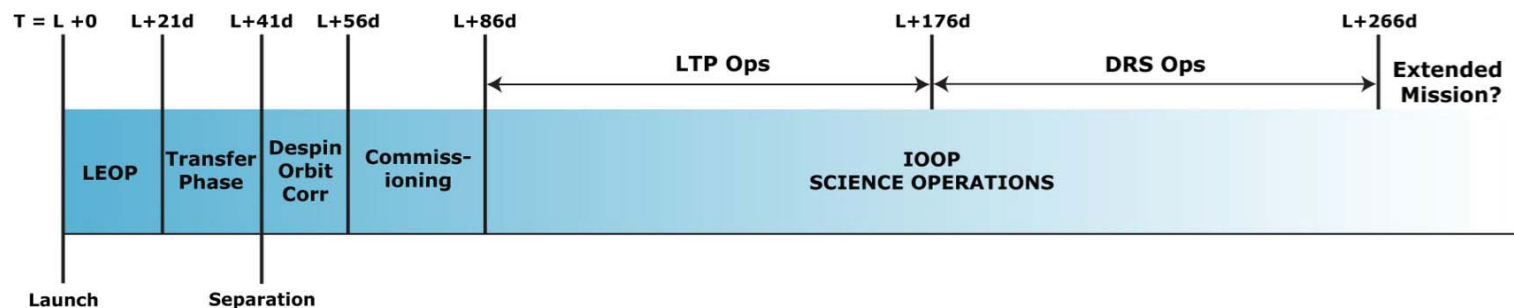 T = L +0
L+21d
L+41d
L+56d
L+86d
L+176d
L+266d
LTP Ops
DRS Ops
Extended
Mission?
LEOP
Transfer
Phase
Despin
Orbit
Corr
Commiss-
ioning
IOOP
SCIENCE OPERATIONS
Launch
Separation